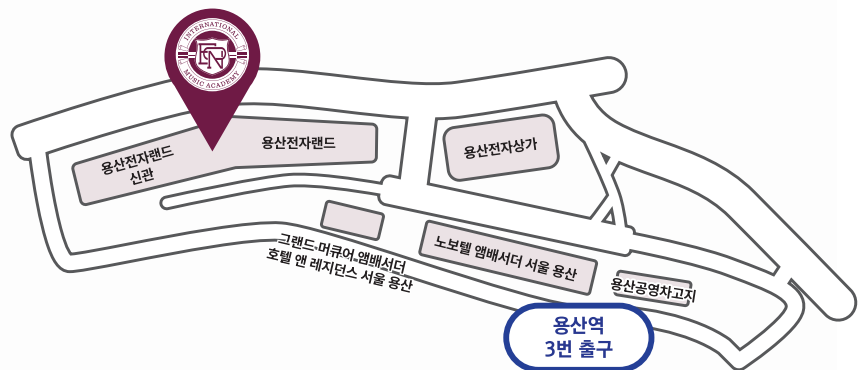 INTERNATIONAL
MUSIC ACADEMY
용산전자랜드
신관
용산전자랜드
용산전자상가
그랜드 머큐어 앰배서더
호텔 앤 레지던스 서울 용산
노보텔 앰배서더 서울 용산
용산공영차고지
용산역
3번 출구